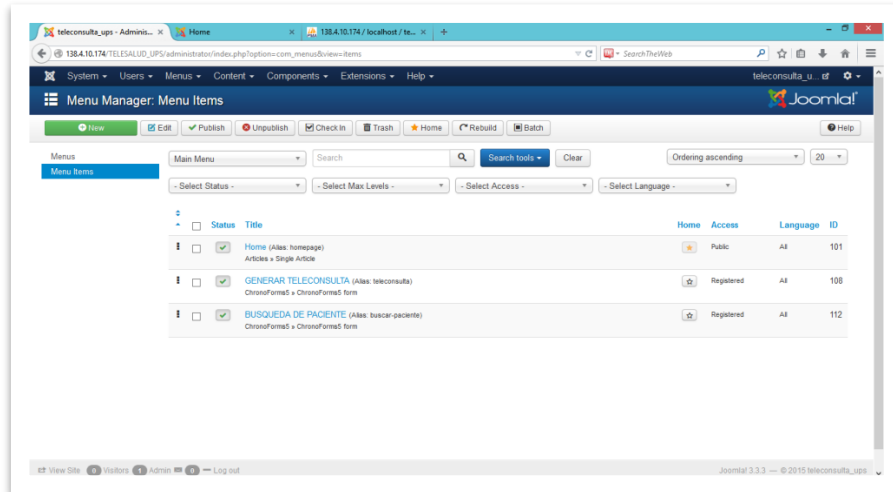 teleconsulta_ups - Adminis... × Home × 138.4.10.174 / localhost / te... × +
138.4.10.174/TELESALUD_UPS/administrator/index.php?option=com_menus&view=items SearchTheWeb
System Users Menus Content Components Extensions Help teleconsulta_u...
Menu Manager: Menu Items Joomla!
New Edit Publish Unpublish Check In Trash Home Rebuild Batch Help
Menus Main Menu Search Search tools Clear Ordering ascending 20
Menu Items
- Select Status - - Select Max Levels - - Select Access - - Select Language -
Status Title Home Access Language ID
Home (Alias: homepage) Public All 101
Articles » Single Article
GENERAR TELECONSULTA (Alias: teleconsulta) Registered All 108
ChronoForms5 » ChronoForms5 form
BUSQUEDA DE PACIENTE (Alias: buscar-paciente) Registered All 112
ChronoForms5 » ChronoForms5 form
View Site 0 Visitors 1 Admin 0 Log out Joomla! 3.3.3 — © 2015 teleconsulta_ups